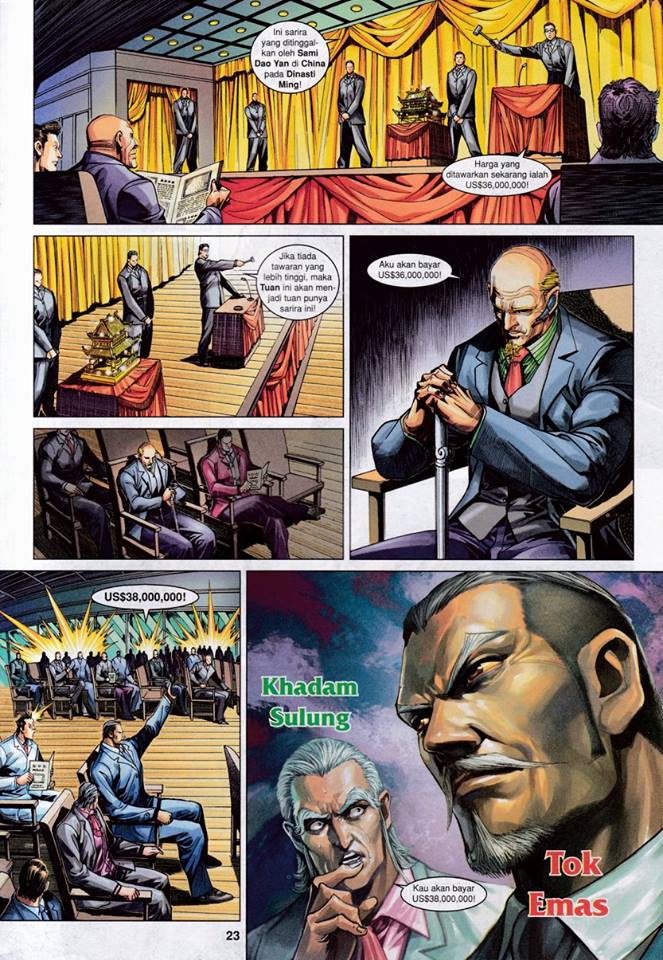 Ini sarira
yang ditinggal-
kan oleh Sami
Dao Yan di China
pada Dinasti
Ming!
Harga yang
ditawarkan sekarang ialah
US$36,000,000!
Jika tiada
tawaran yang
lebih tinggi, maka
Tuan ini akan men-
jadi tuan punya
sarira ini!
Aku akan bayar
US$36,000,000!
US$38,000,000!
Khadam
Sulung
Kau akan bayar
US$38,000,000!
Tok
Emas
23